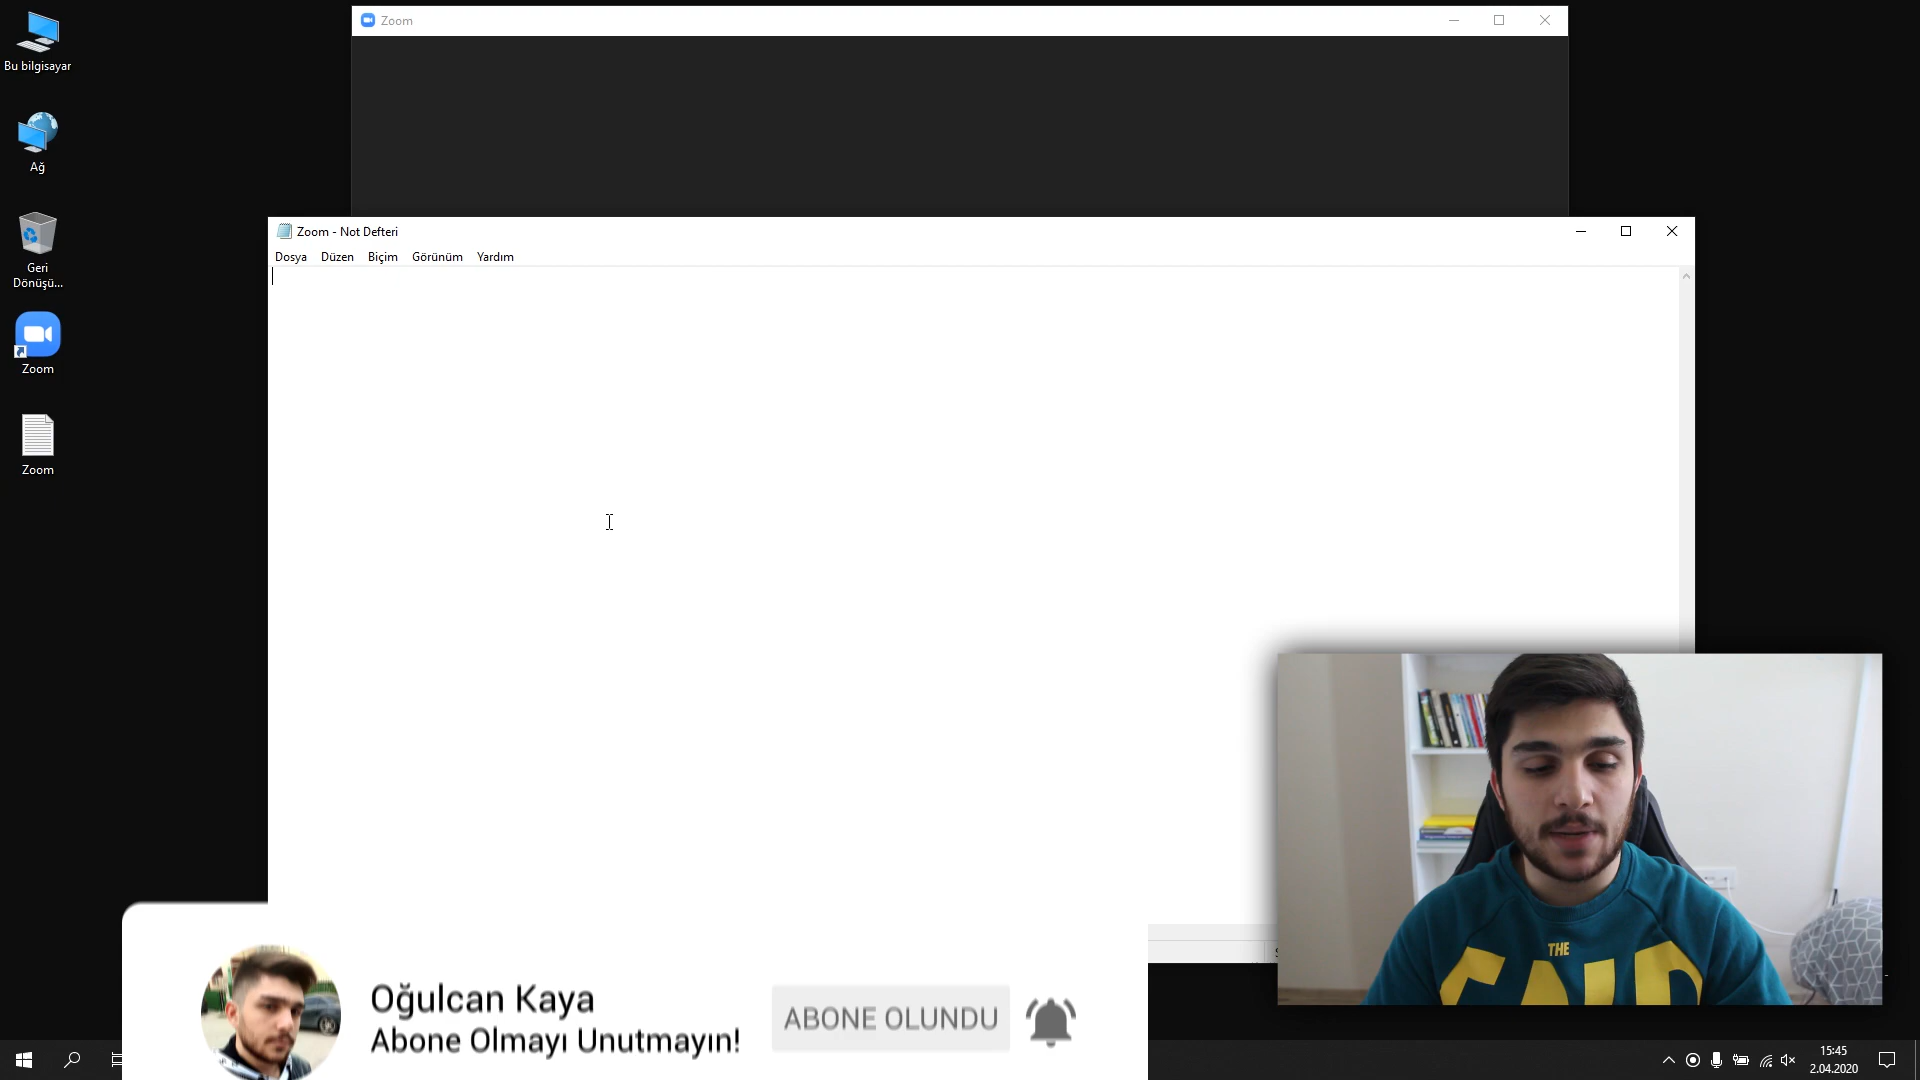 Zoom
Bu bilgisayar
Ağ
Geri
Dönüşü...
Zoom
Zoom
Zoom - Not Defteri
Dosya Düzen Biçim Görünüm Yardım
THE
Oğulcan Kaya
Abone Olmayı Unutmayın!
ABONE OLUNDU
15:45
2.04.2020